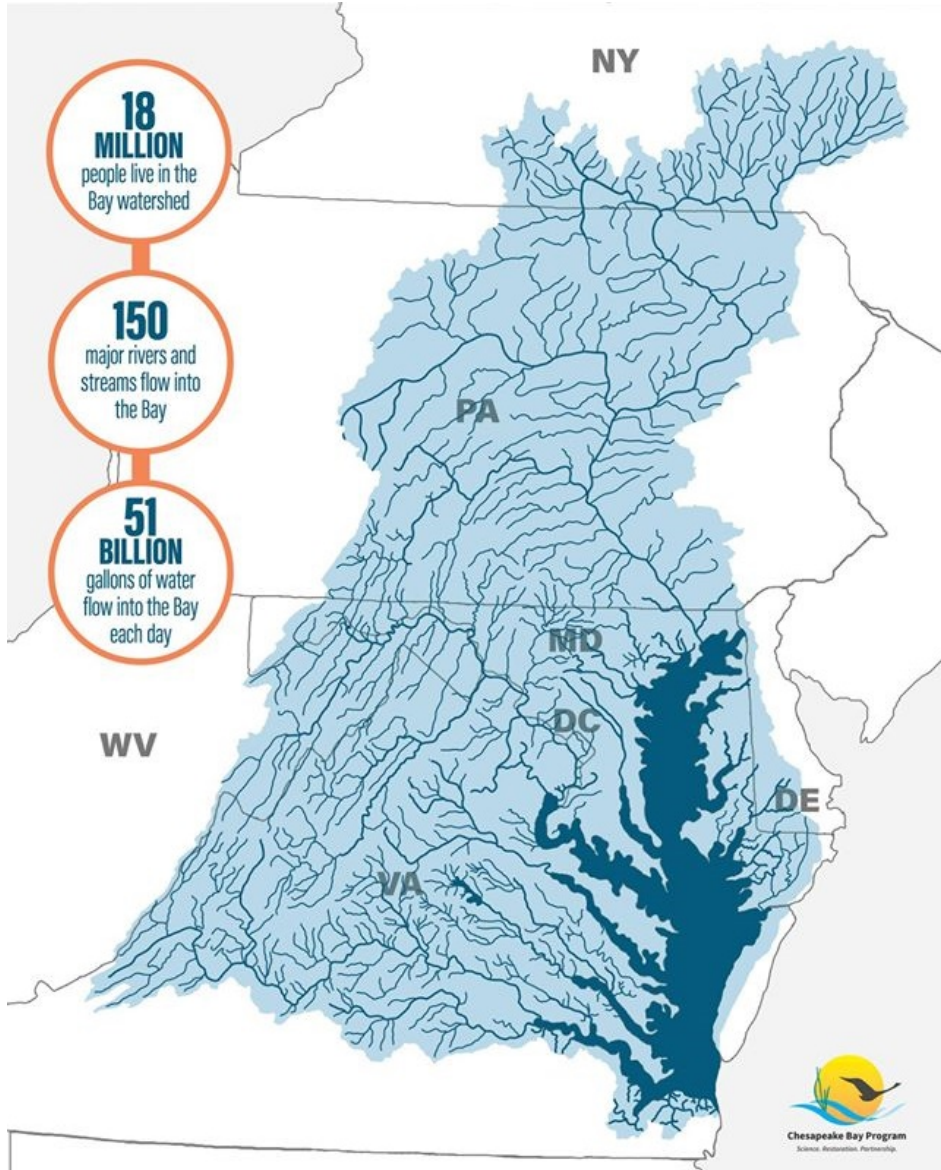 NY
18
MILLION
people live in the
Bay watershed
150
major rivers and
streams flow into
the Bay
PA
51
BILLION
gallons of water
flow into the Bay
each day
MD
DC
WV
DE
VA
Chesapeake Bay Program
Science. Restoration. Partnership.